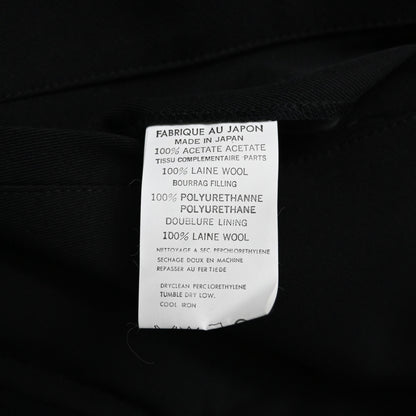 FABRIQUE AU JAPON
MADE IN JAPAN
100% ACETATE ACETATE
TISSU COMPLEMENTAIRE PARTS
100% LAINE WOOL
BOURRAG FILLING
100% POLYURETHANNE
POLYURETHANE
DOUBLURE LINING
100% LAINE WOOL
NETTOYAGE A SEC PEPCHLORETHYLENE
SECHAGE DOUX EN MACHINE
REPASSER AU FER TIEDE
DRYCLEAN PERCLORETHYLENE
TUMBLE DRY LOW.
COOL IRON